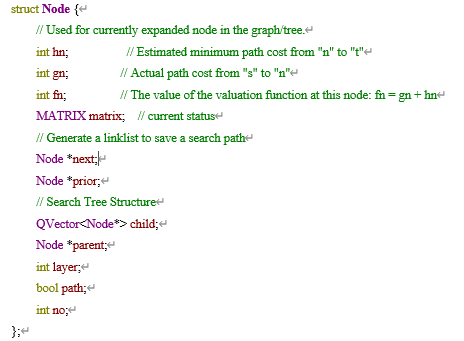 struct Node {
// Used for currently expanded node in the graph/tree.
int hn; // Estimated minimum path cost from "n" to "t"
int gn; // Actual path cost from "s" to "n"
int fn; // The value of the valuation function at this node: fn = gn + hn
MATRIX matrix; // current status
// Generate a linklist to save a search path
Node *next;
Node *prior;
// Search Tree Structure
QVector<Node*> child;
Node *parent;
int layer;
bool path;
int no;
};